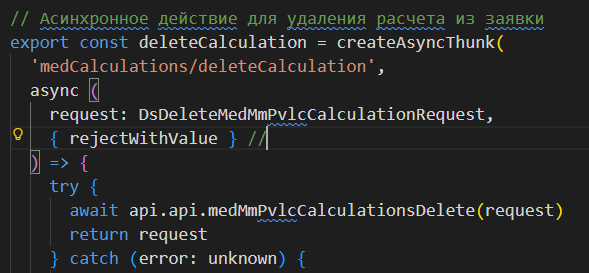 // Асинхронное действие для удаления расчета из заявки
export const deleteCalculation = createAsyncThunk(
'medCalculations/deleteCalculation',
async (
request: DsDeleteMedMmPvlcCalculationRequest,
{ rejectWithValue } //
) => {
try {
await api.api.medMmPvlcCalculationsDelete(request)
return request
} catch (error: unknown) {